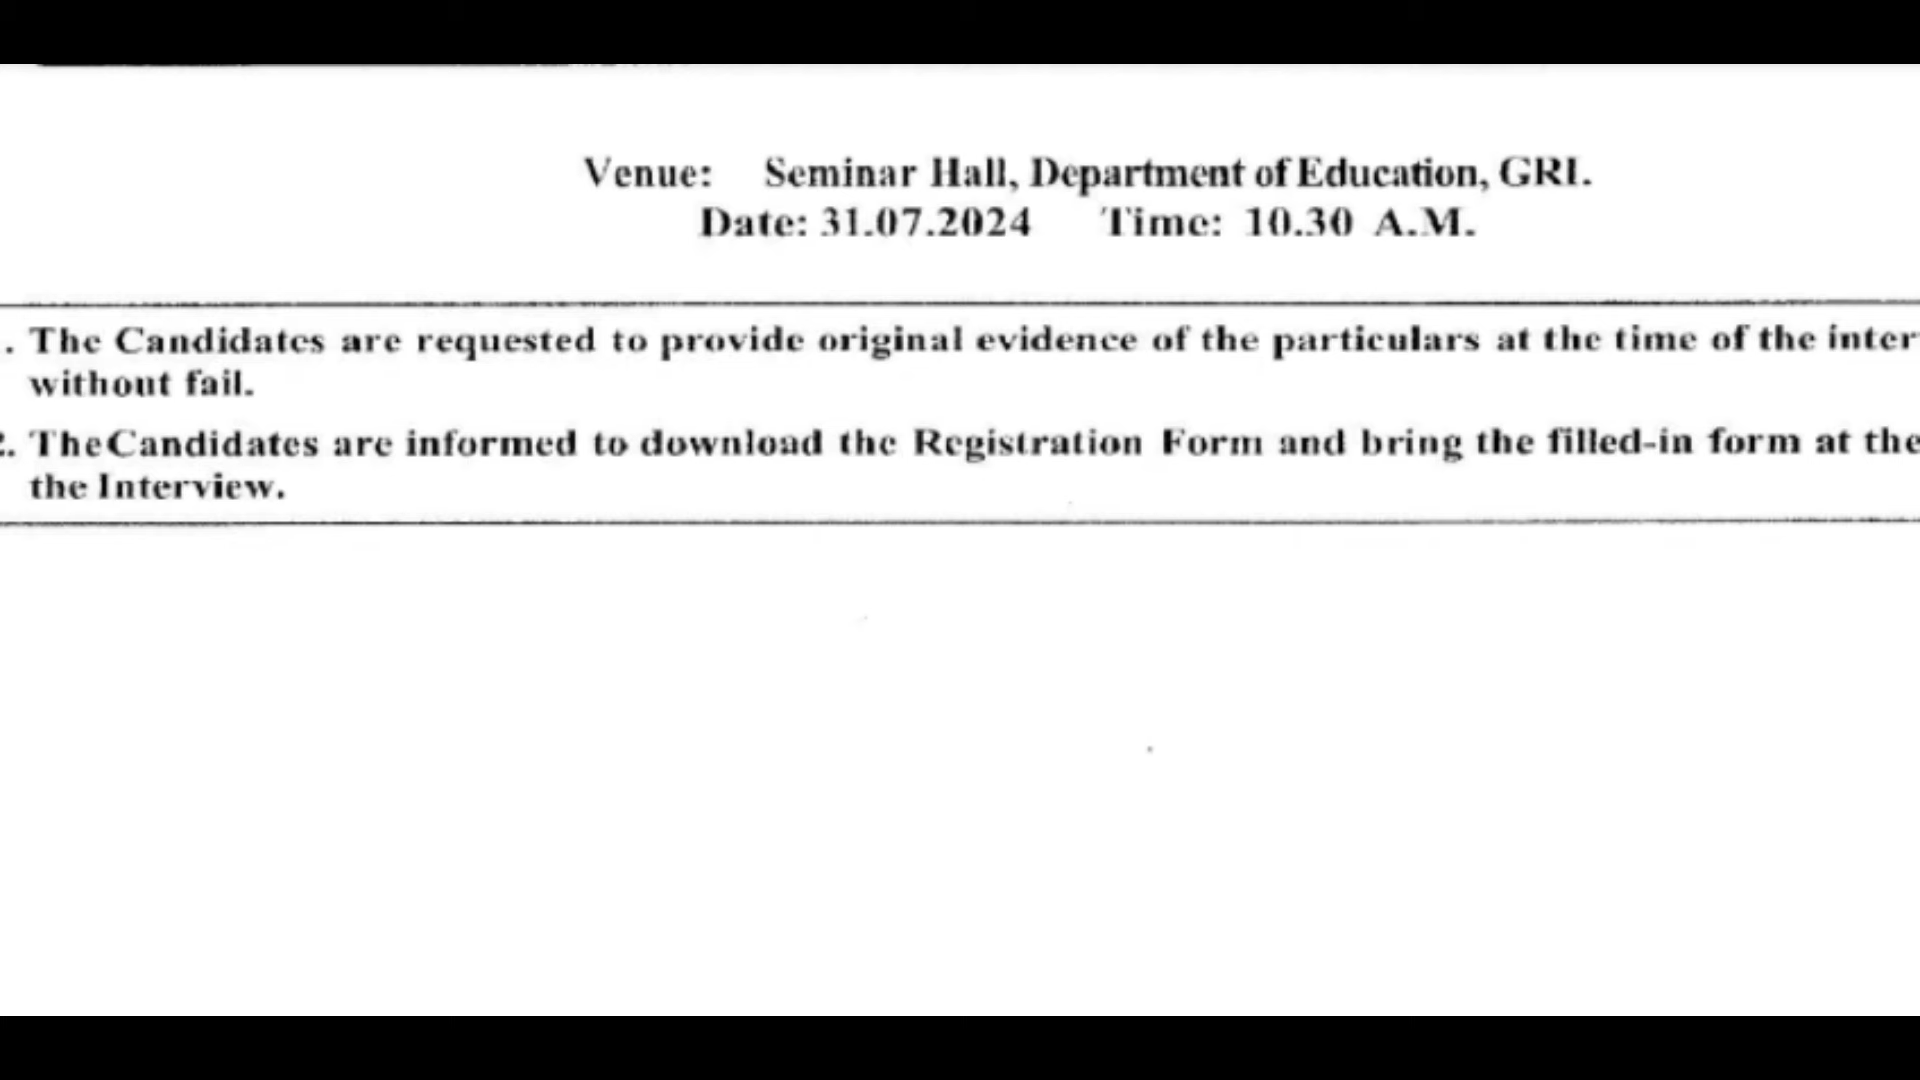 Venue: Seminar Hall, Department of Education, GRI.
Date: 31.07.2024 Time: 10.30 A.M.
. The Candidates are requested to provide original evidence of the particulars at the time of the inter
without fail.
2. TheCandidates are informed to download the Registration Form and bring the filled-in form at the
the Interview.